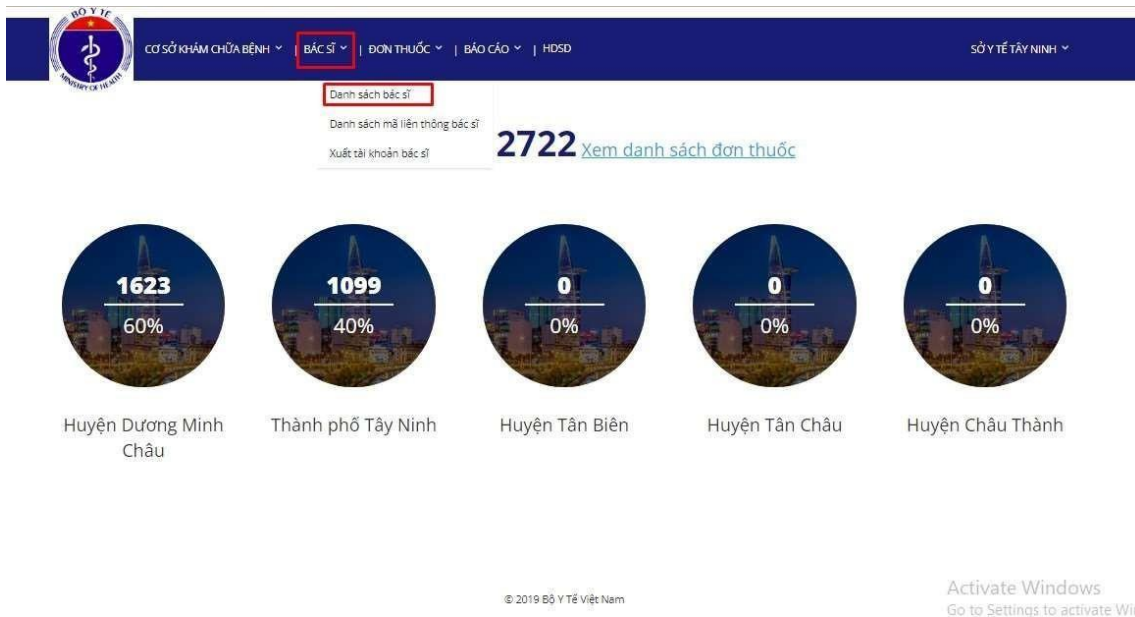 BỘ Y TẾ
MINISTRY OF HEALTH
CƠ SỞ KHÁM CHỮA BỆNH | BÁC SĨ | ĐƠN THUỐC | BÁO CÁO | HDSD
SỞ Y TẾ TÂY NINH
Danh sách bác sĩ
Danh sách mã liên thông bác sĩ
Xuất tài khoản bác sĩ
2722 Xem danh sách đơn thuốc
1623
60%
Huyện Dương Minh
Châu
1099
40%
Thành phố Tây Ninh
0
0%
Huyện Tân Biên
0
0%
Huyện Tân Châu
0
0%
Huyện Châu Thành
© 2019 Bộ Y Tế Việt Nam
Activate Windows
Go to Settings to activate Wi